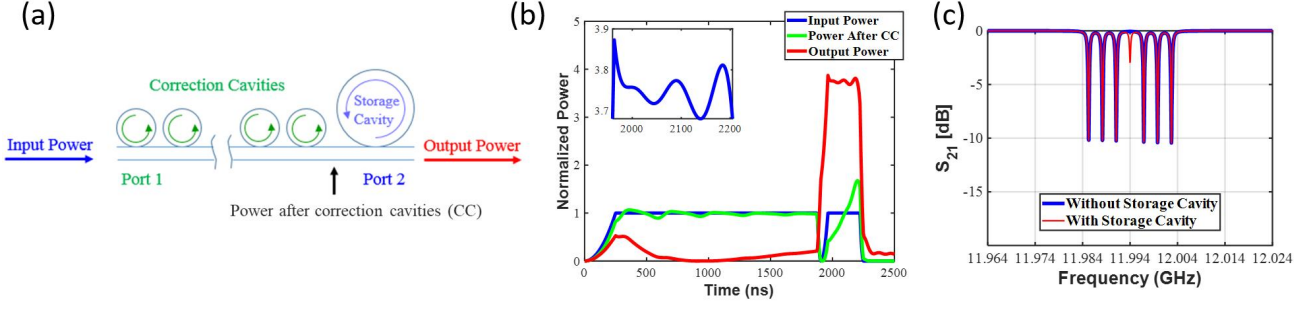 (a)
Correction Cavities
Storage
Cavity
Input Power
Output Power
Port 1
Port 2
Power after correction cavities (CC)
(b)
Normalized Power
5
4
3
2
1
0
0
500
1000
1500
2000
2500
Time (ns)
Input Power
Power After CC
Output Power
3.9
3.8
3.7
2000
2100
2200
(c)
S21 [dB]
0
-5
-10
-15
11.964
11.974
11.984
11.994
12.004
12.014
12.024
Frequency (GHz)
Without Storage Cavity
With Storage Cavity